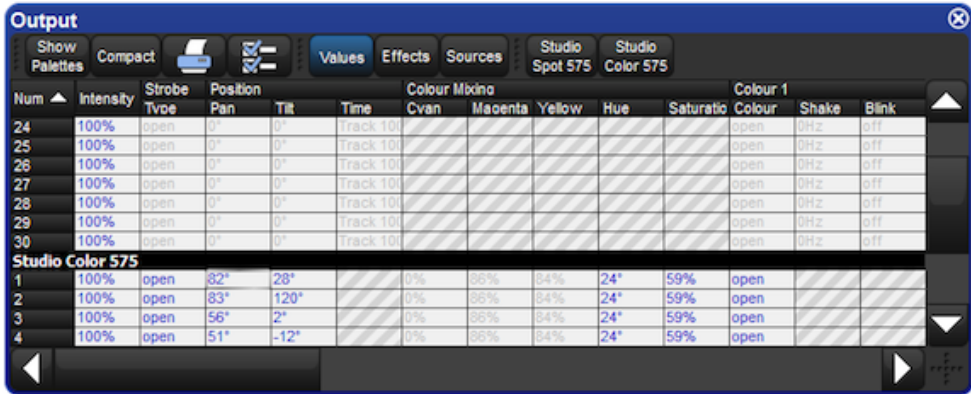 Output
Show Palettes Compact Values Effects Sources Studio Spot 575 Studio Color 575
Strobe Position Colour Mixing Colour 1
Num Intensity Type Pan Tilt Time Cyan Magenta Yellow Hue Saturatio Colour Shake Blink
24 100% open 0° 0° Track 100 open 0Hz off
25 100% open 0° 0° Track 100 open 0Hz off
26 100% open 0° 0° Track 100 open 0Hz off
27 100% open 0° 0° Track 100 open 0Hz off
28 100% open 0° 0° Track 100 open 0Hz off
29 100% open 0° 0° Track 100 open 0Hz off
30 100% open 0° 0° Track 100 open 0Hz off
Studio Color 575
1 100% open 82° 28° 0% 86% 84% 24° 59% open
2 100% open 83° 120° 0% 86% 84% 24° 59% open
3 100% open 56° 2° 0% 86% 84% 24° 59% open
4 100% open 51° -12° 0% 86% 84% 24° 59% open